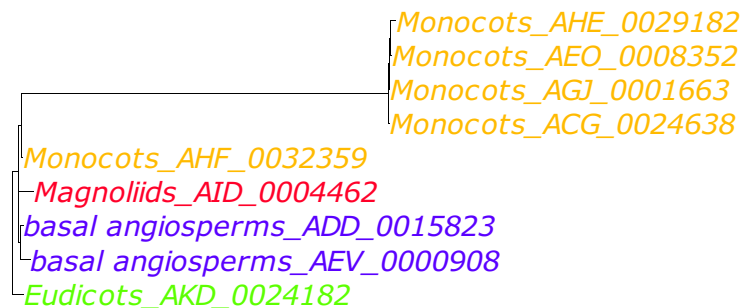 Monocots_AHE_0029182
Monocots_AEO_0008352
Monocots_AGJ_0001663
Monocots_ACG_0024638
Monocots_AHF_0032359
Magnoliids_AID_0004462
basal angiosperms_ADD_0015823
basal angiosperms_AEV_0000908
Eudicots_AKD_0024182